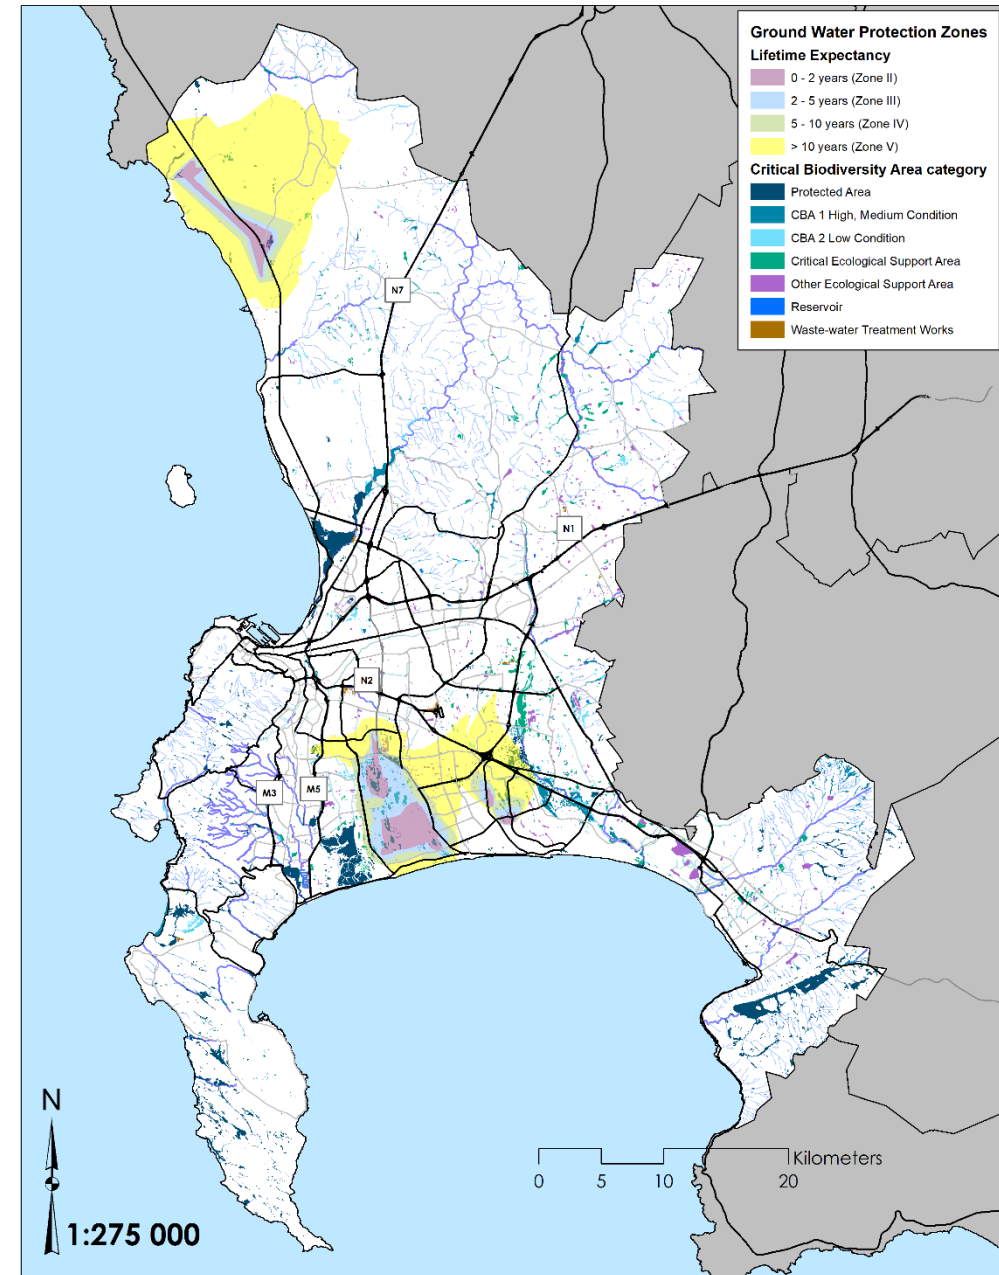 Ground Water Protection Zones
Lifetime Expectancy
0 - 2 years (Zone II)
2 - 5 years (Zone III)
5 - 10 years (Zone IV)
> 10 years (Zone V)
Critical Biodiversity Area category
Protected Area
CBA 1 High, Medium Condition
CBA 2 Low Condition
Critical Ecological Support Area
Other Ecological Support Area
Reservoir
Waste-water Treatment Works
N7
N1
N2
M3
M5
N
1:275 000
Kilometers
0 5 10 20